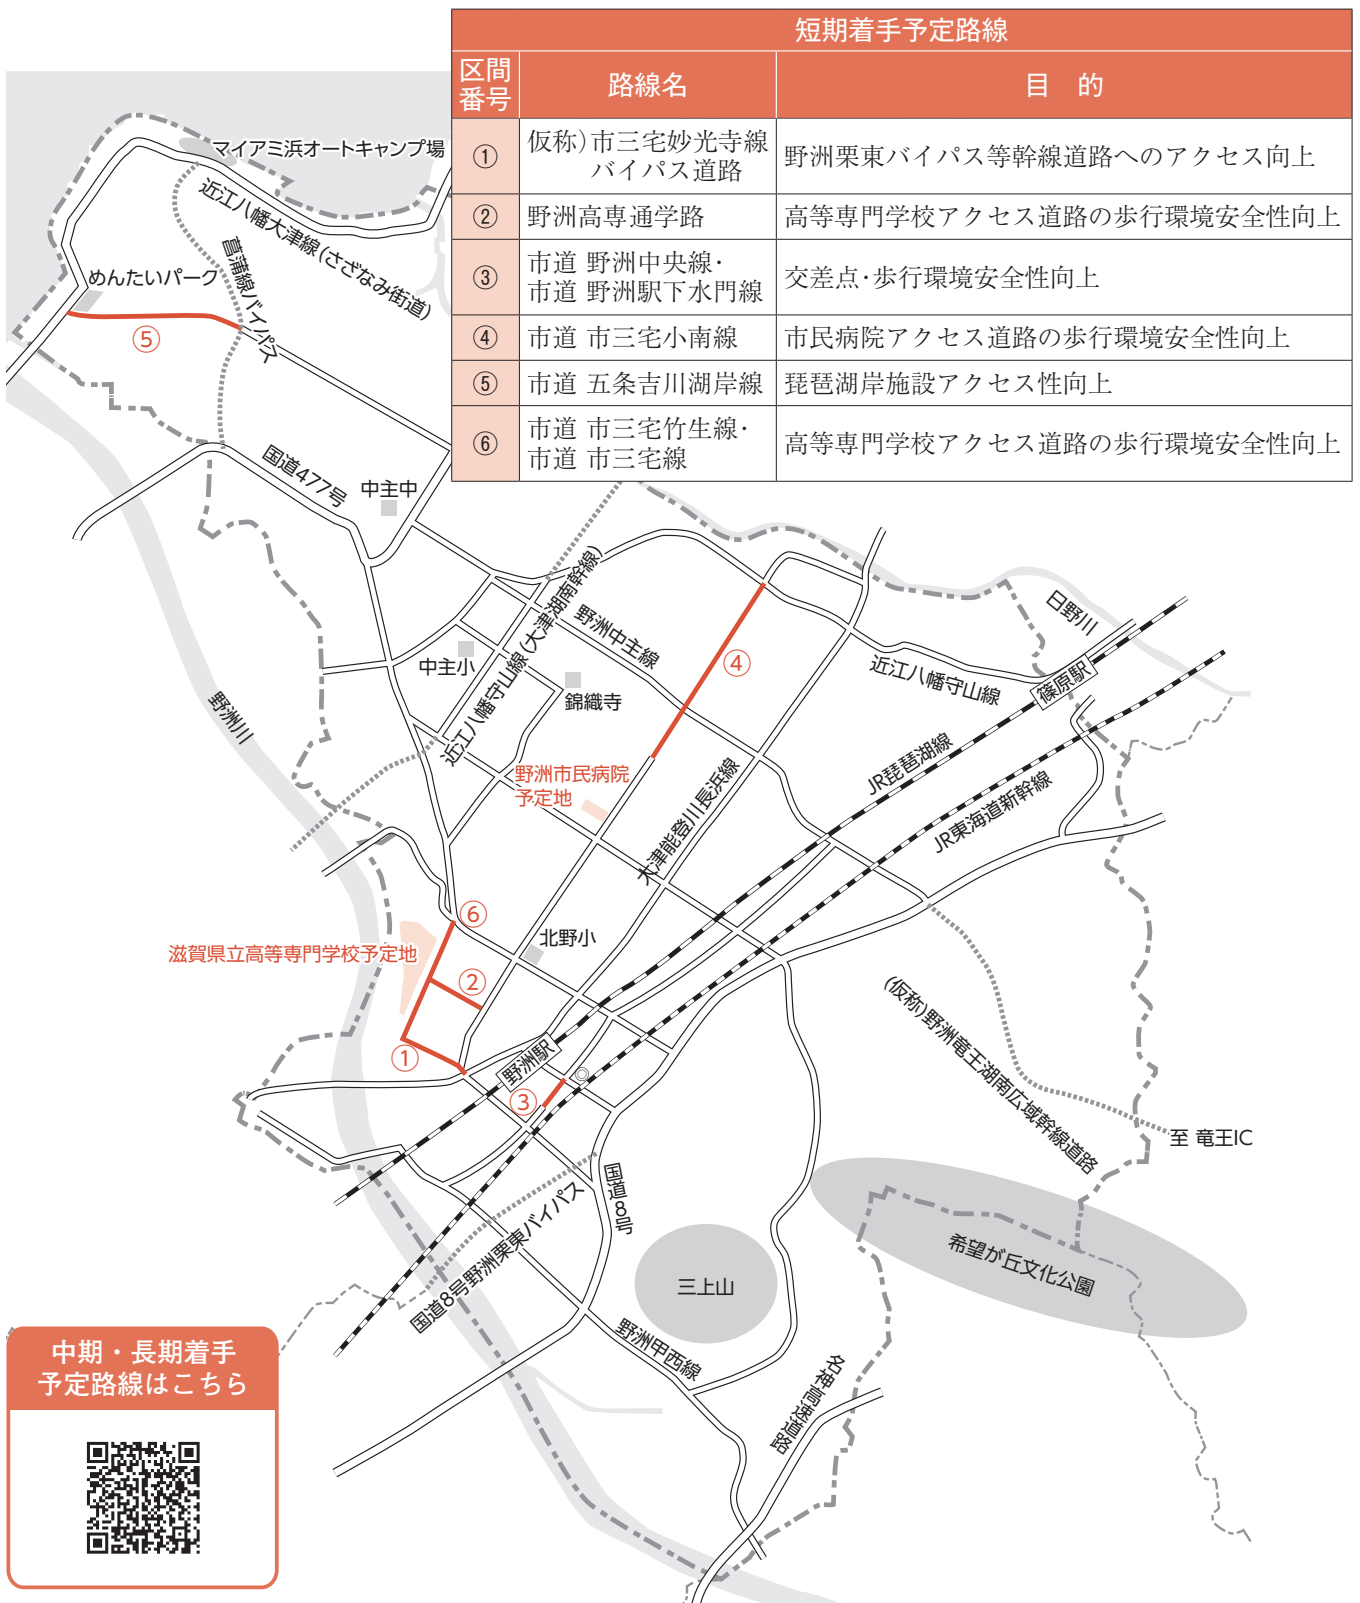 短期着手予定路線
区間番号
路線名
目　的
①
仮称)市三宅妙光寺線
バイパス道路
野洲栗東バイパス等幹線道路へのアクセス向上
②
野洲高専通学路
高等専門学校アクセス道路の歩行環境安全性向上
③
市道 野洲中央線・
市道 野洲駅下水門線
交差点・歩行環境安全性向上
④
市道 市三宅小南線
市民病院アクセス道路の歩行環境安全性向上
⑤
市道 五条吉川湖岸線
琵琶湖岸施設アクセス性向上
⑥
市道 市三宅竹生線・
市道 市三宅線
高等専門学校アクセス道路の歩行環境安全性向上
マイアミ浜オートキャンプ場
近江八幡大津線(さざなみ街道)
菖蒲線バイパス
めんたいパーク
⑤
国道477号
中主中
近江八幡守山線(大津湖南幹線)
野洲中主線
中主小
錦織寺
④
日野川
近江八幡守山線
篠原駅
野洲川
野洲市民病院
予定地
大津能登川長浜線
JR琵琶湖線
JR東海道新幹線
⑥
北野小
滋賀県立高等専門学校予定地
②
①
野洲駅
③
(仮称)野洲竜王湖南広域幹線道路
至 竜王IC
国道8号
国道8号野洲栗東バイパス
三上山
希望が丘文化公園
野洲甲西線
名神高速道路
中期・長期着手
予定路線はこちら